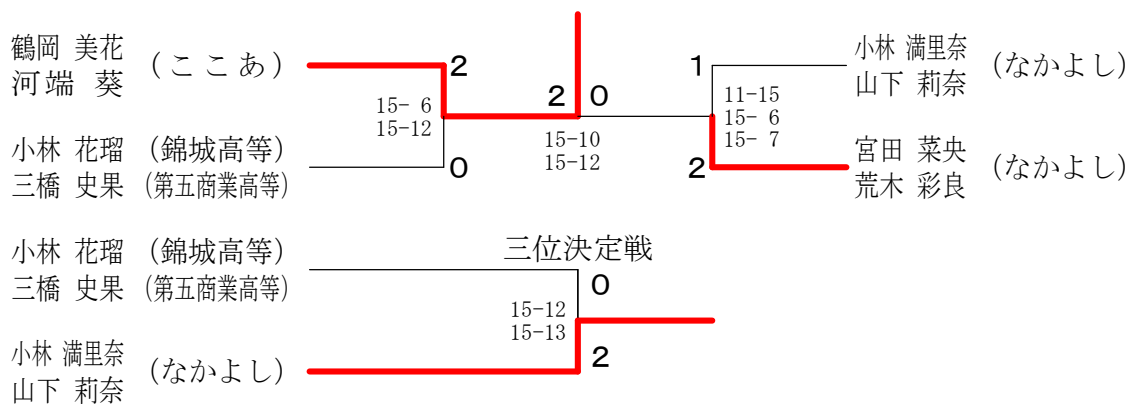 鶴岡 美花 (ここあ)
河端 葵
2
15- 6
15-12
0
小林 花瑠 (錦城高等)
三橋 史果 (第五商業高等)
2 0
15-10
15-12
1
11-15
15- 6
15- 7
2
小林 満里奈 (なかよし)
山下 莉奈
宮田 菜央 (なかよし)
荒木 彩良
三位決定戦
小林 花瑠 (錦城高等)
三橋 史果 (第五商業高等)
0
15-12
15-13
2
小林 満里奈 (なかよし)
山下 莉奈